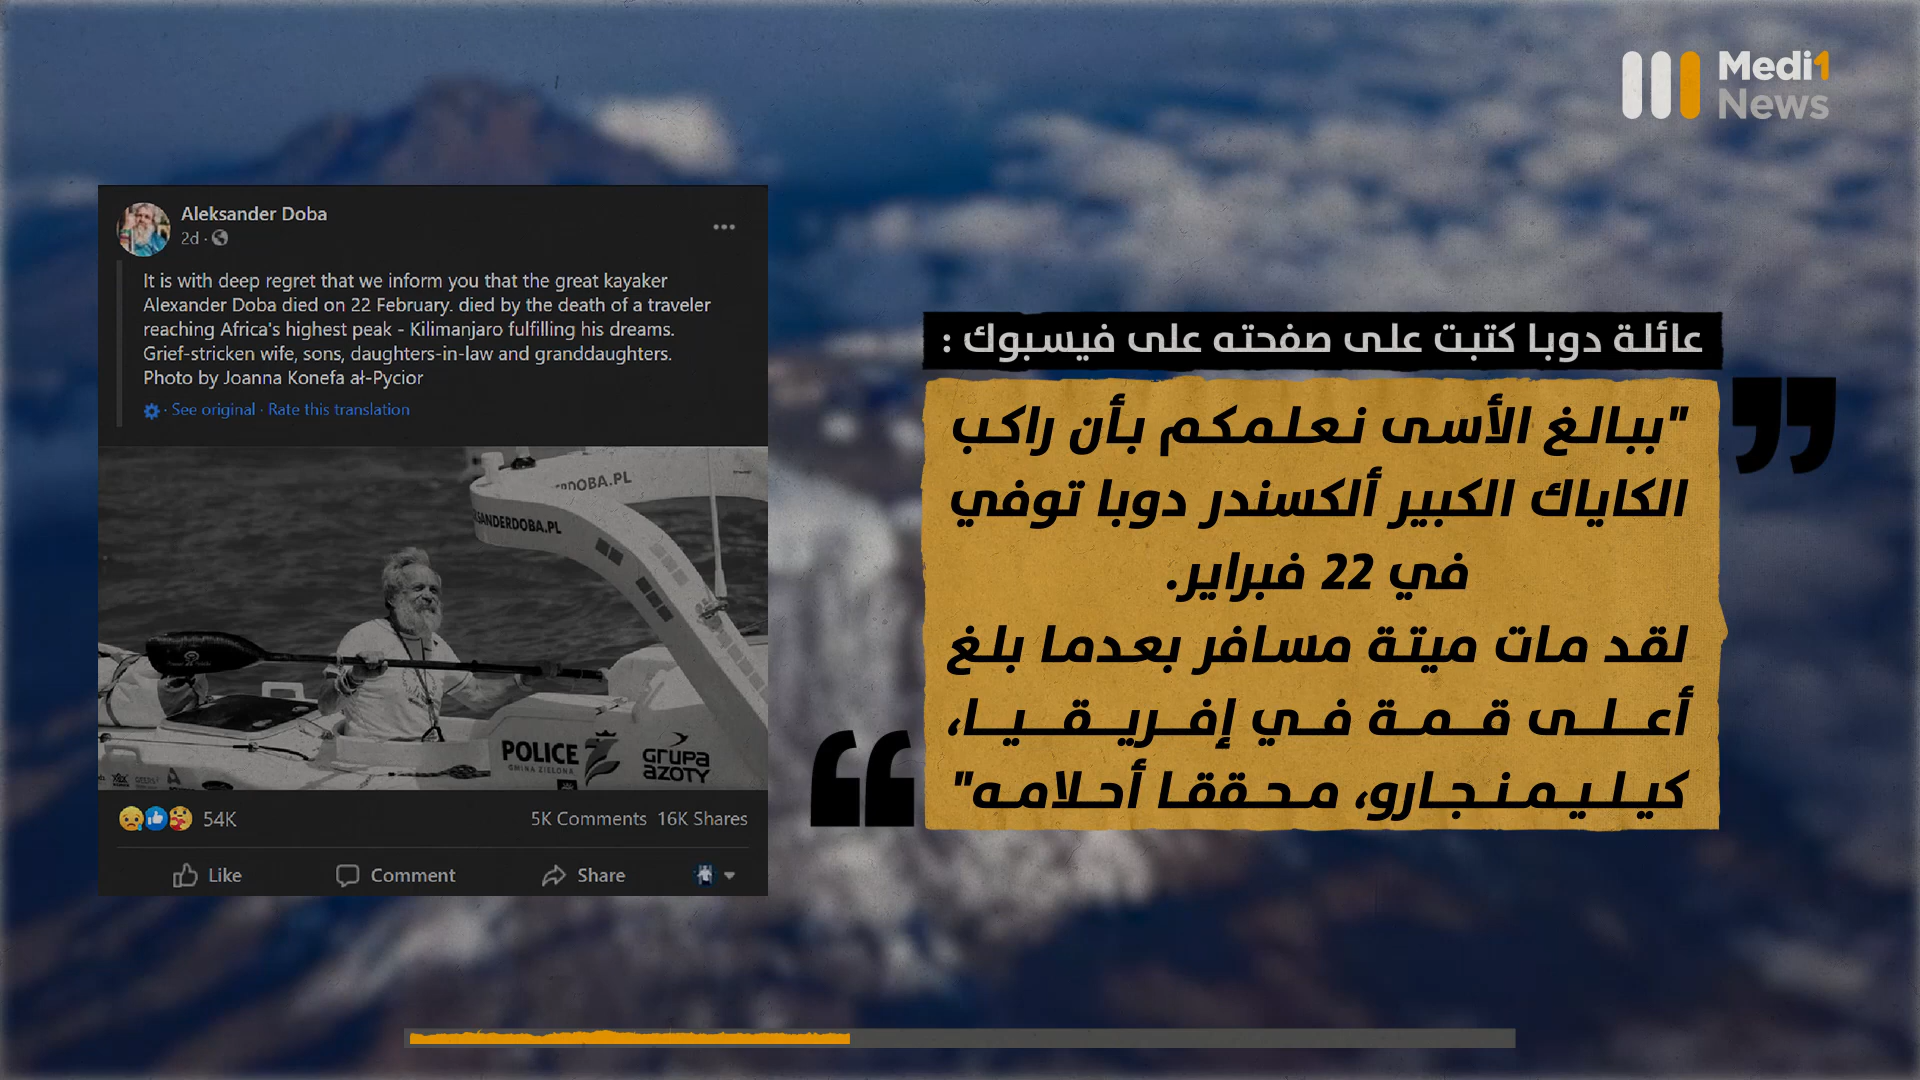 Medi1
News
Aleksander Doba
2d ·
It is with deep regret that we inform you that the great kayaker
Alexander Doba died on 22 February. died by the death of a traveler
reaching Africa's highest peak - Kilimanjaro fulfilling his dreams.
Grief-stricken wife, sons, daughters-in-law and granddaughters.
Photo by Joanna Konefa ał-Pycior
· See original · Rate this translation
DOBA.PL
SANDERDOBA.PL
POLICE
GMINA ZIELONA
GRUPA
AZOTY
54K
5K Comments 16K Shares
Like Comment Share
عائلة دوبا كتبت على صفحته على فيسبوك :
"ببالغ الأسى نعلمكم بأن راكب
الكاياك الكبير ألكسندر دوبا توفي
في 22 فبراير.
لقد مات ميتة مسافر بعدما بلغ
أعلى قمة في إفريقيا،
كيليمنجارو، محققا أحلامه"